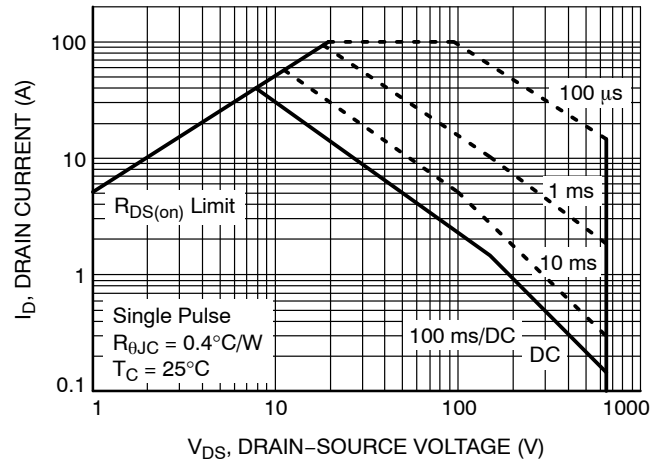 I_D, DRAIN CURRENT (A)
100
10
1
0.1
100 µs
1 ms
10 ms
R_DS(on) Limit
Single Pulse
R_θJC = 0.4°C/W
T_C = 25°C
100 ms/DC
DC
1
10
100
1000
V_DS, DRAIN−SOURCE VOLTAGE (V)